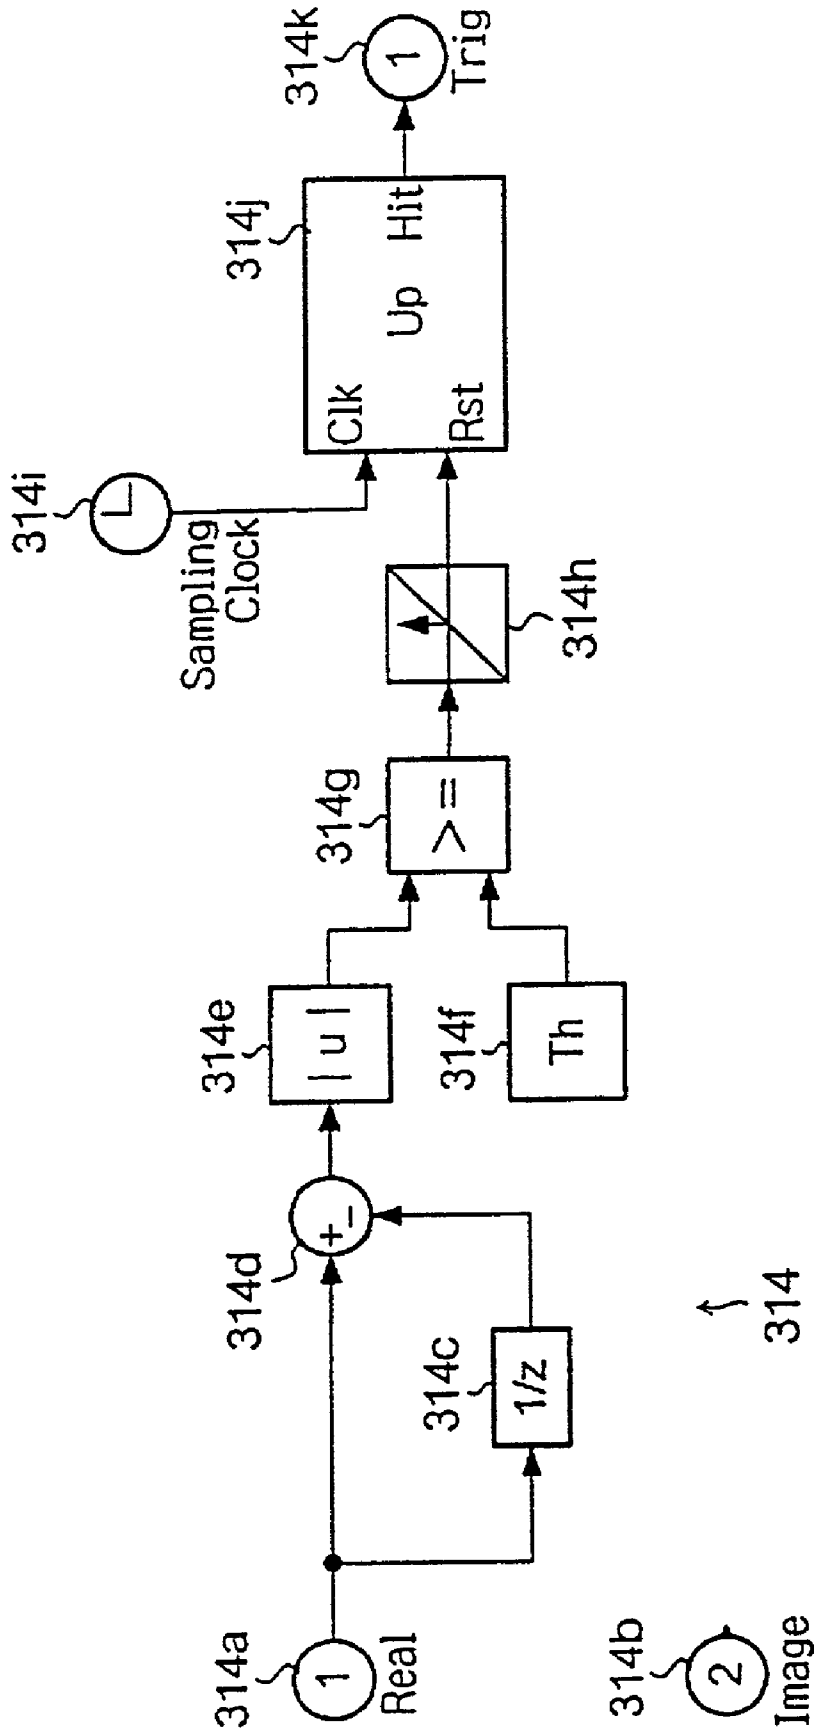 314a
1
Real
314b
2
Image
314c
1/z
314d
+
−
314e
|u|
314f
Th
314g
>=
314h
314i
Sampling
Clock
314j
Clk
Rst
Up
Hit
314k
1
Trig
314